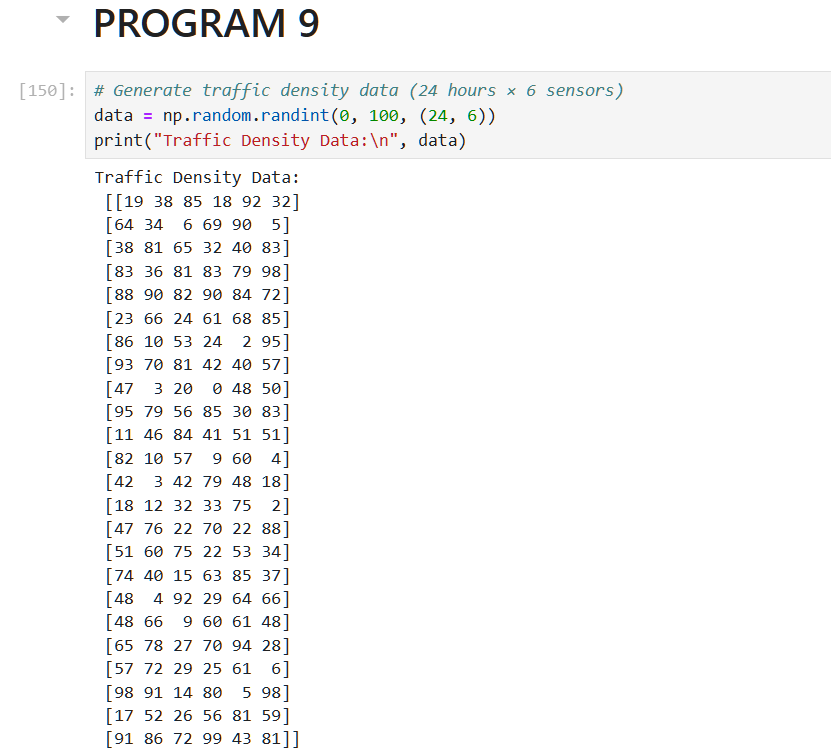 PROGRAM 9
[150]: # Generate traffic density data (24 hours × 6 sensors)
data = np.random.randint(0, 100, (24, 6))
print("Traffic Density Data:\n", data)
Traffic Density Data:
 [[19 38 85 18 92 32]
 [64 34  6 69 90  5]
 [38 81 65 32 40 83]
 [83 36 81 83 79 98]
 [88 90 82 90 84 72]
 [23 66 24 61 68 85]
 [86 10 53 24  2 95]
 [93 70 81 42 40 57]
 [47  3 20  0 48 50]
 [95 79 56 85 30 83]
 [11 46 84 41 51 51]
 [82 10 57  9 60  4]
 [42  3 42 79 48 18]
 [18 12 32 33 75  2]
 [47 76 22 70 22 88]
 [51 60 75 22 53 34]
 [74 40 15 63 85 37]
 [48  4 92 29 64 66]
 [48 66  9 60 61 48]
 [65 78 27 70 94 28]
 [57 72 29 25 61  6]
 [98 91 14 80  5 98]
 [17 52 26 56 81 59]
 [91 86 72 99 43 81]]